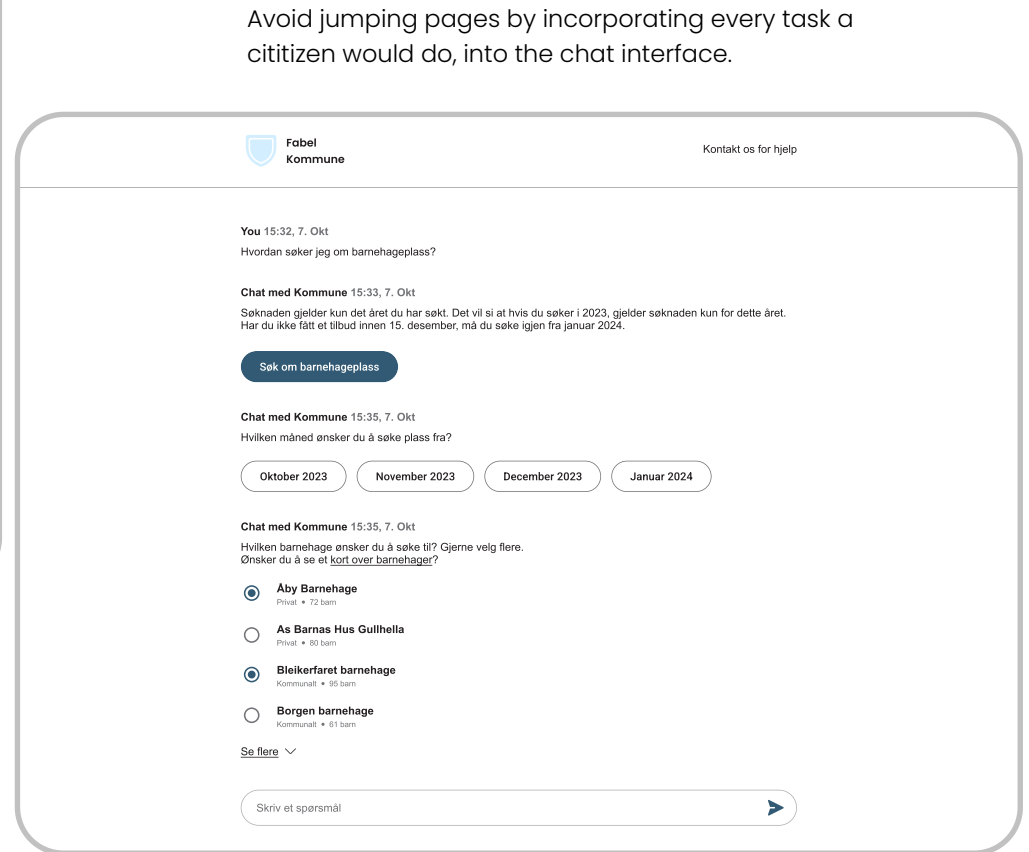 Avoid jumping pages by incorporating every task a
cititizen would do, into the chat interface.
Fabel
Kommune
Kontakt os for hjelp
You 15:32, 7. Okt
Hvordan søker jeg om barnehageplass?
Chat med Kommune 15:33, 7. Okt
Søknaden gjelder kun det året du har søkt. Det vil si at hvis du søker i 2023, gjelder søknaden kun for dette året.
Har du ikke fått et tilbud innen 15. desember, må du søke igjen fra januar 2024.
Søk om barnehageplass
Chat med Kommune 15:35, 7. Okt
Hvilken måned ønsker du å søke plass fra?
Oktober 2023 November 2023 December 2023 Januar 2024
Chat med Kommune 15:35, 7. Okt
Hvilken barnehage ønsker du å søke til? Gjerne velg flere.
Ønsker du å se et kort over barnehager?
Åby Barnehage
Privat • 72 barn
As Barnas Hus Gullhella
Privat • 80 barn
Bleikerfaret barnehage
Kommunalt • 95 barn
Borgen barnehage
Kommunalt • 61 barn
Se flere
Skriv et spørsmål